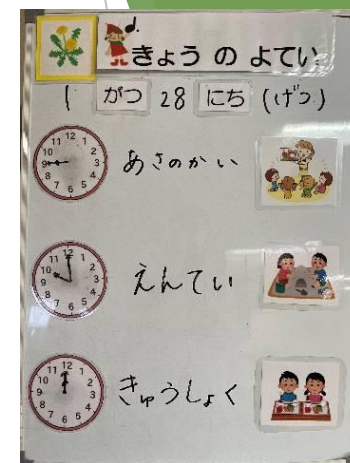 きょう の よてい
1 がつ 28 にち (げつ)
あさのかい
えんてい
きゅうしょく